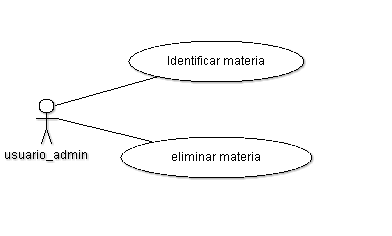 Identificar materia
usuario_admin
eliminar materia